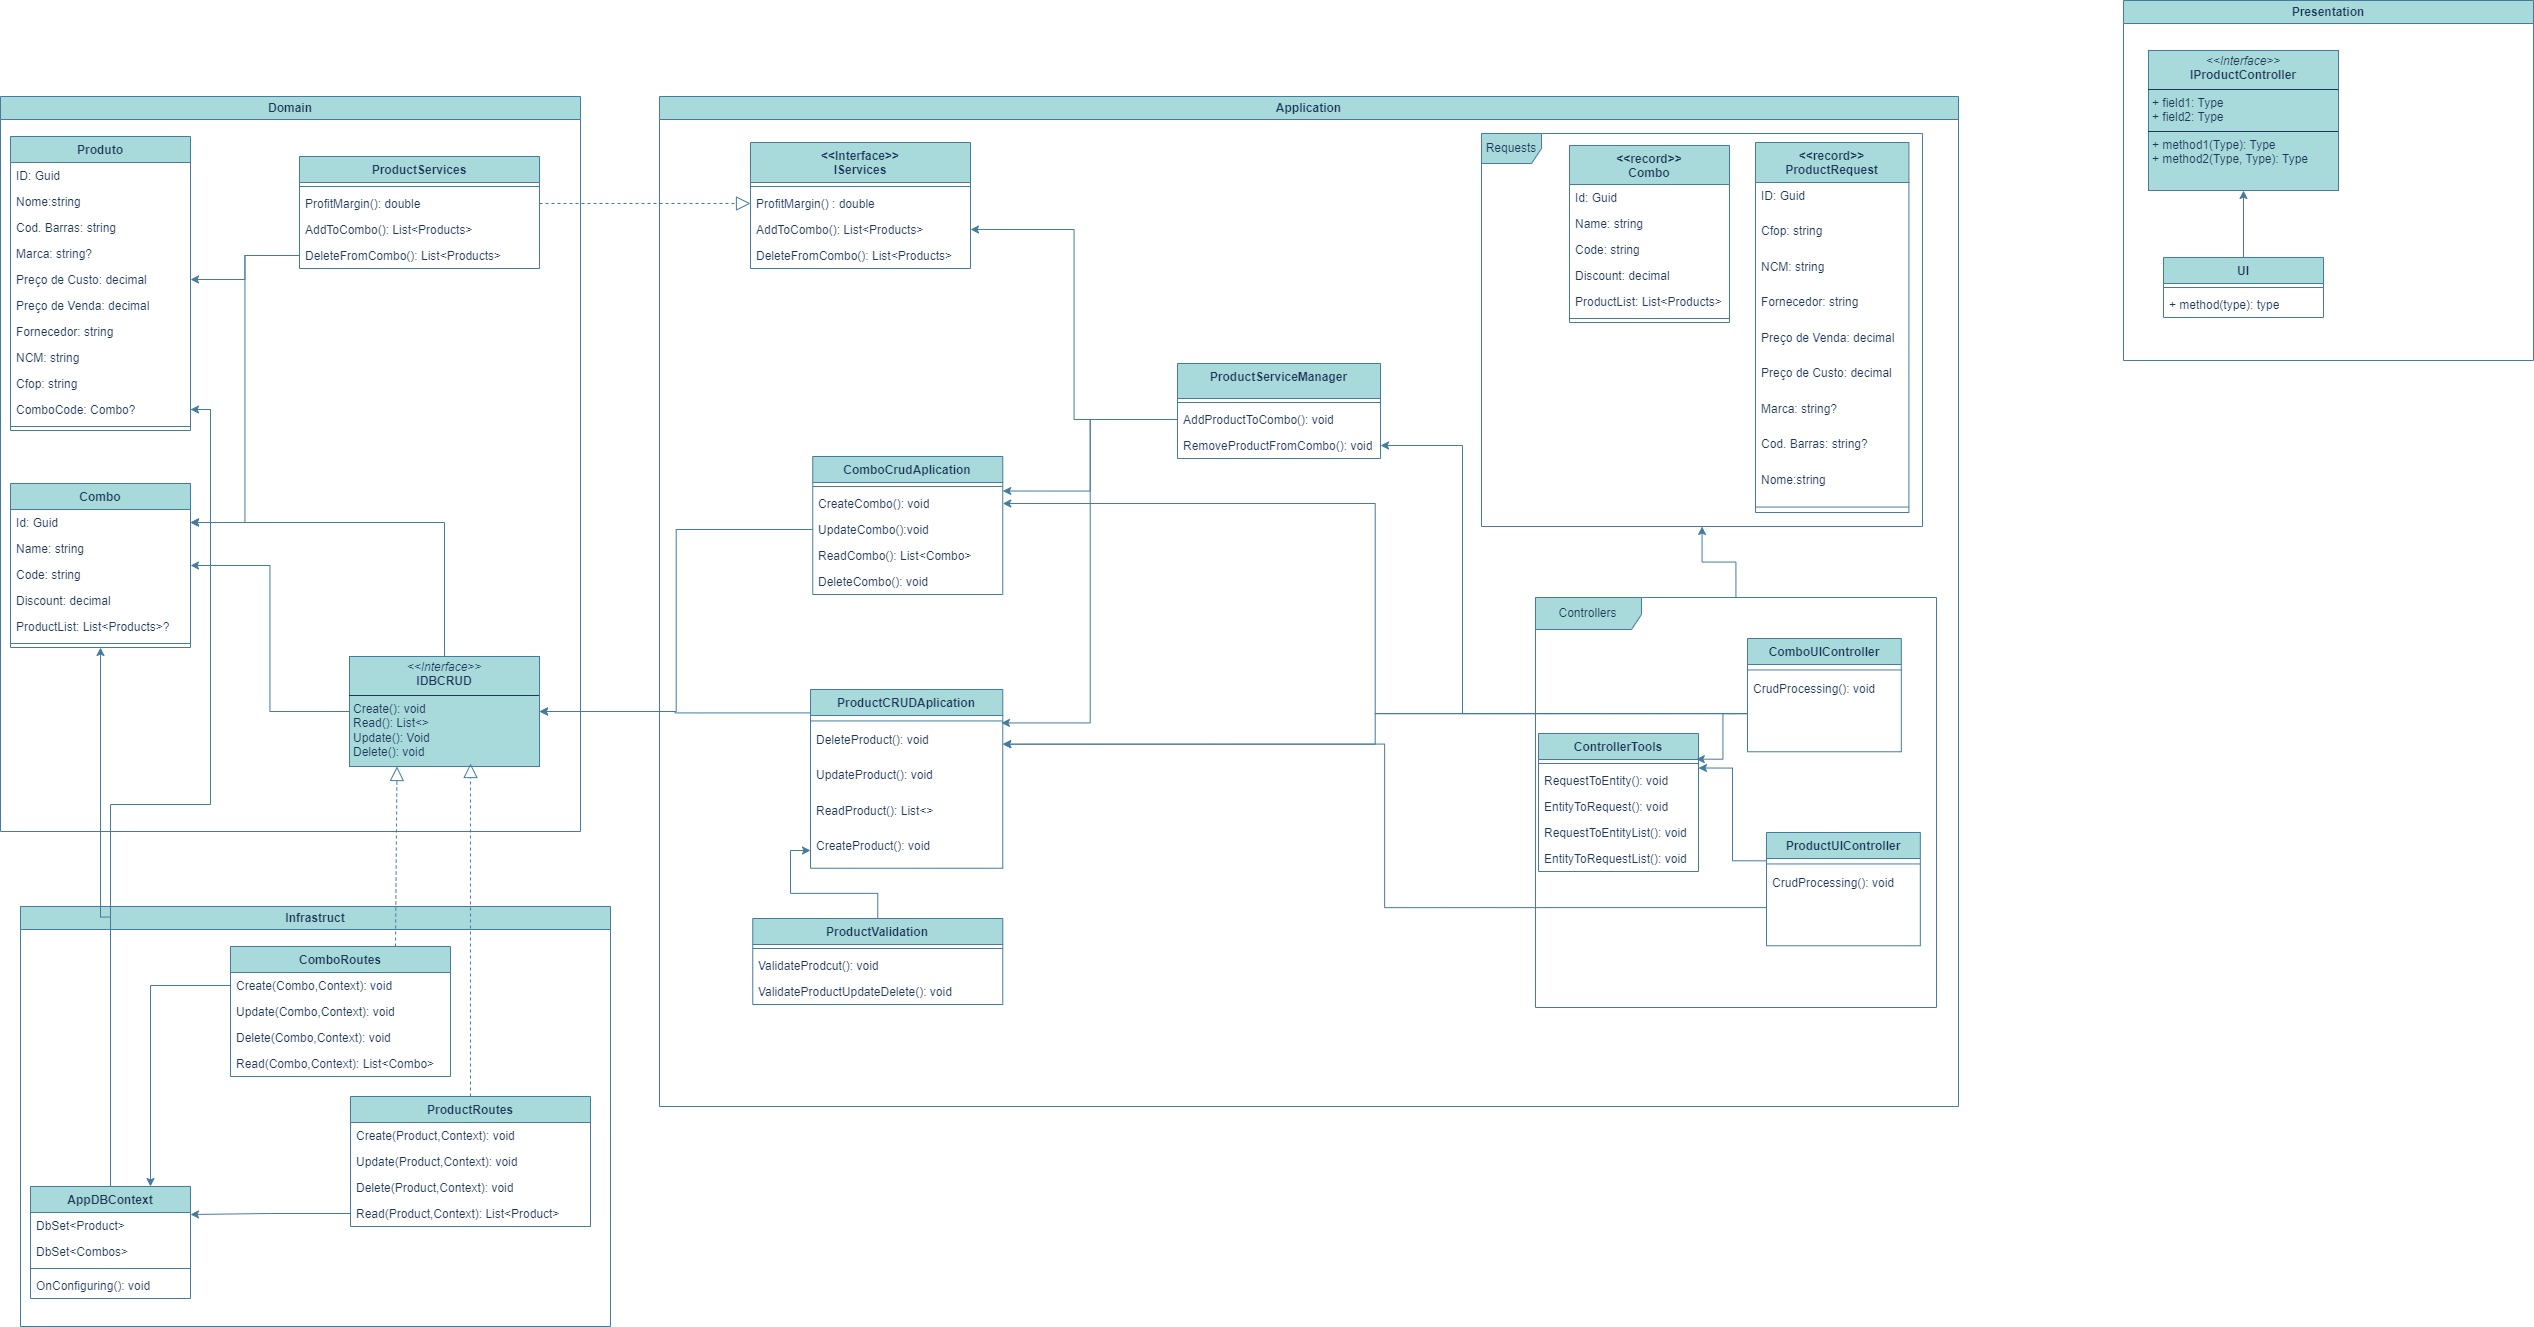 Presentation
<<Interface>>
IProductController
+ field1: Type
+ field2: Type
+ method1(Type): Type
+ method2(Type, Type): Type
UI
+ method(type): type
Domain
Produto
ID: Guid
Nome:string
Cod. Barras: string
Marca: string?
Preço de Custo: decimal
Preço de Venda: decimal
Fornecedor: string
NCM: string
Cfop: string
ComboCode: Combo?
ProductServices
ProfitMargin(): double
AddToCombo(): List<Products>
DeleteFromCombo(): List<Products>
Combo
Id: Guid
Name: string
Code: string
Discount: decimal
ProductList: List<Products>?
<<Interface>>
IDBCRUD
Create(): void
Read(): List<>
Update(): Void
Delete(): void
Application
<<Interface>>
IServices
ProfitMargin() : double
AddToCombo(): List<Products>
DeleteFromCombo(): List<Products>
Requests
<<record>>
Combo
Id: Guid
Name: string
Code: string
Discount: decimal
ProductList: List<Products>
<<record>>
ProductRequest
ID: Guid
Cfop: string
NCM: string
Fornecedor: string
Preço de Venda: decimal
Preço de Custo: decimal
Marca: string?
Cod. Barras: string?
Nome:string
ProductServiceManager
AddProductToCombo(): void
RemoveProductFromCombo(): void
ComboCrudAplication
CreateCombo(): void
UpdateCombo():void
ReadCombo(): List<Combo>
DeleteCombo(): void
ProductCRUDAplication
DeleteProduct(): void
UpdateProduct(): void
ReadProduct(): List<>
CreateProduct(): void
ProductValidation
ValidateProdcut(): void
ValidateProductUpdateDelete(): void
Controllers
ComboUIController
CrudProcessing(): void
ControllerTools
RequestToEntity(): void
EntityToRequest(): void
RequestToEntityList(): void
EntityToRequestList(): void
ProductUIController
CrudProcessing(): void
Infrastruct
ComboRoutes
Create(Combo,Context): void
Update(Combo,Context): void
Delete(Combo,Context): void
Read(Combo,Context): List<Combo>
ProductRoutes
Create(Product,Context): void
Update(Product,Context): void
Delete(Product,Context): void
Read(Product,Context): List<Product>
AppDBContext
DbSet<Product>
DbSet<Combos>
OnConfiguring(): void